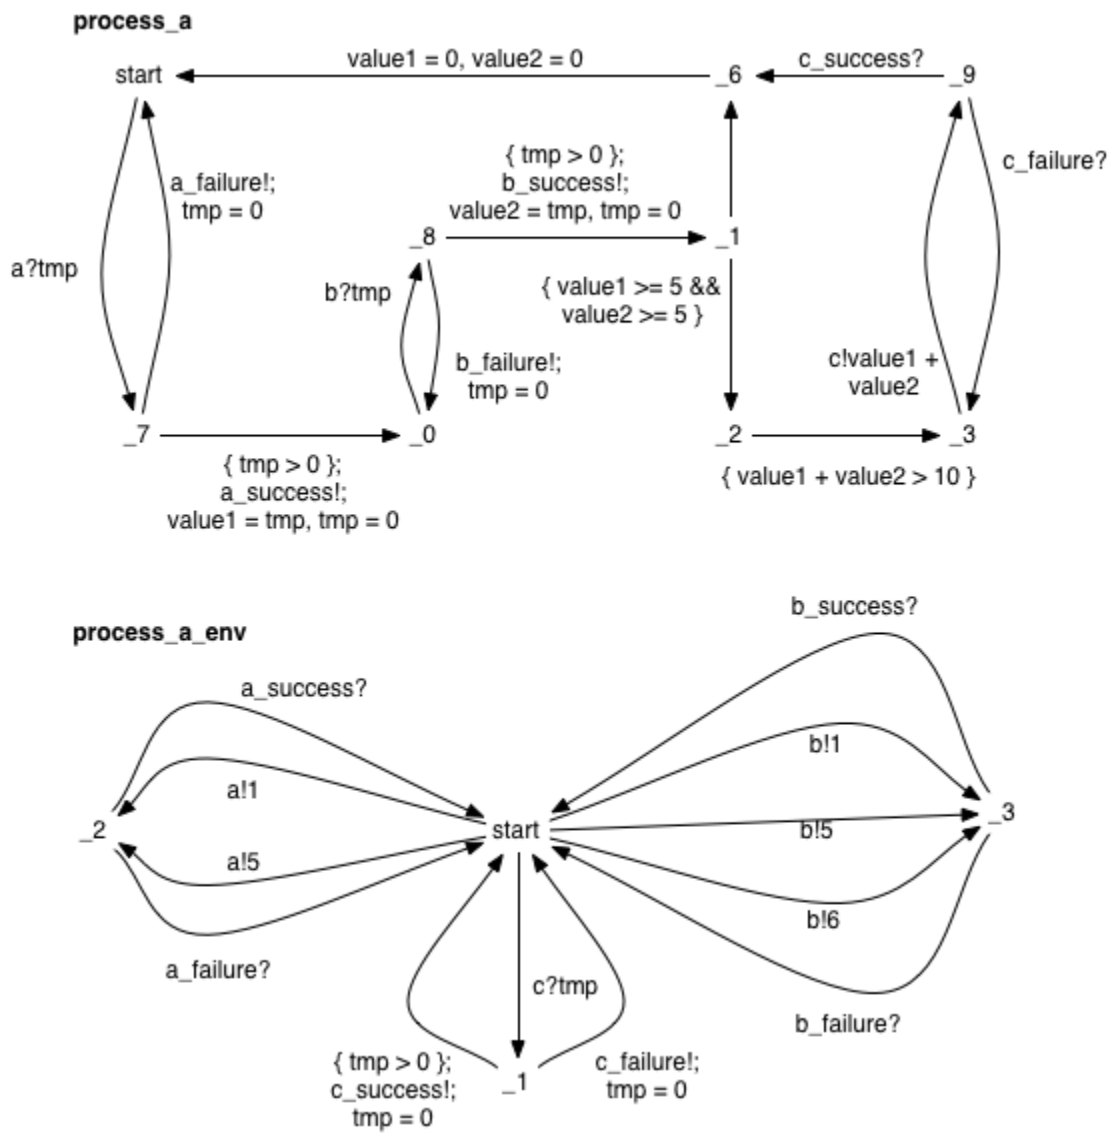 process_a
value1 = 0, value2 = 0
c_success?
start
_6
_9
{ tmp > 0 };
b_success!;
value2 = tmp, tmp = 0
c_failure?
a_failure!;
tmp = 0
_8
_1
a?tmp
b?tmp
{ value1 >= 5 &&
value2 >= 5 }
b_failure!;
tmp = 0
c!value1 +
value2
_7
_0
_2
_3
{ tmp > 0 };
a_success!;
value1 = tmp, tmp = 0
{ value1 + value2 > 10 }
process_a_env
b_success?
a_success?
b!1
a!1
_2
start
b!5
_3
a!5
b!6
a_failure?
c?tmp
b_failure?
{ tmp > 0 };
c_success!;
tmp = 0
_1
c_failure!;
tmp = 0